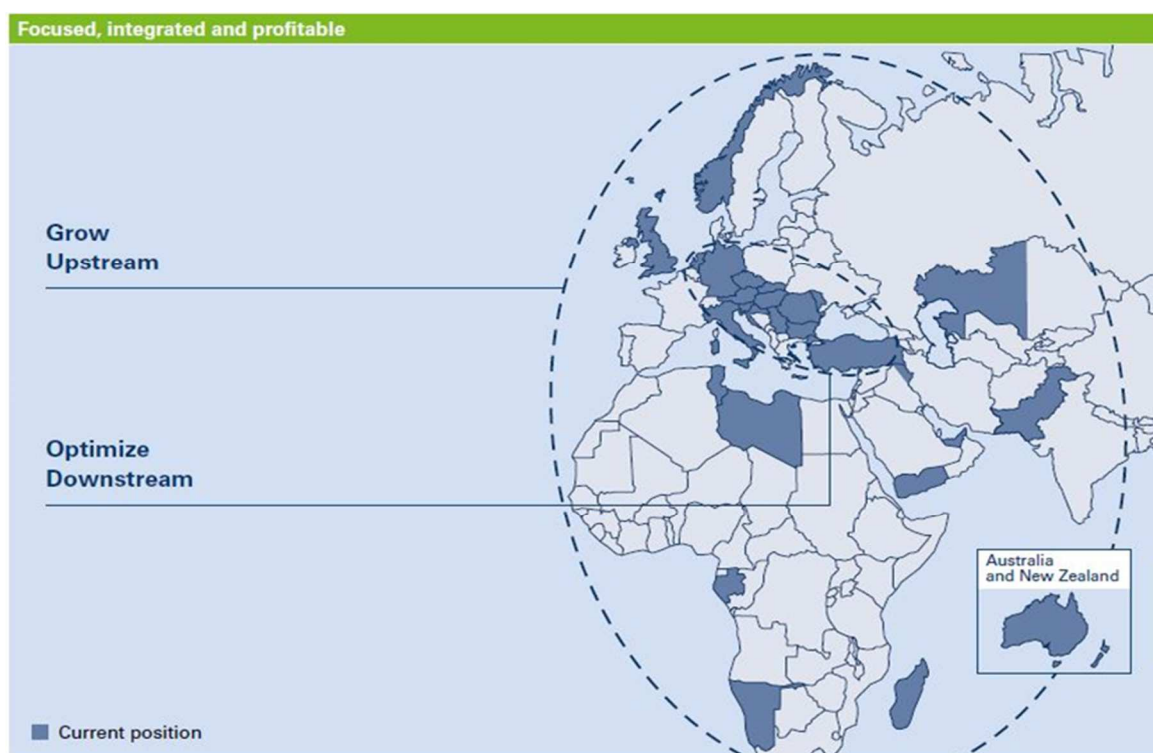 Focused, integrated and profitable
Grow
Upstream
Optimize
Downstream
Australia
and New Zealand
Current position